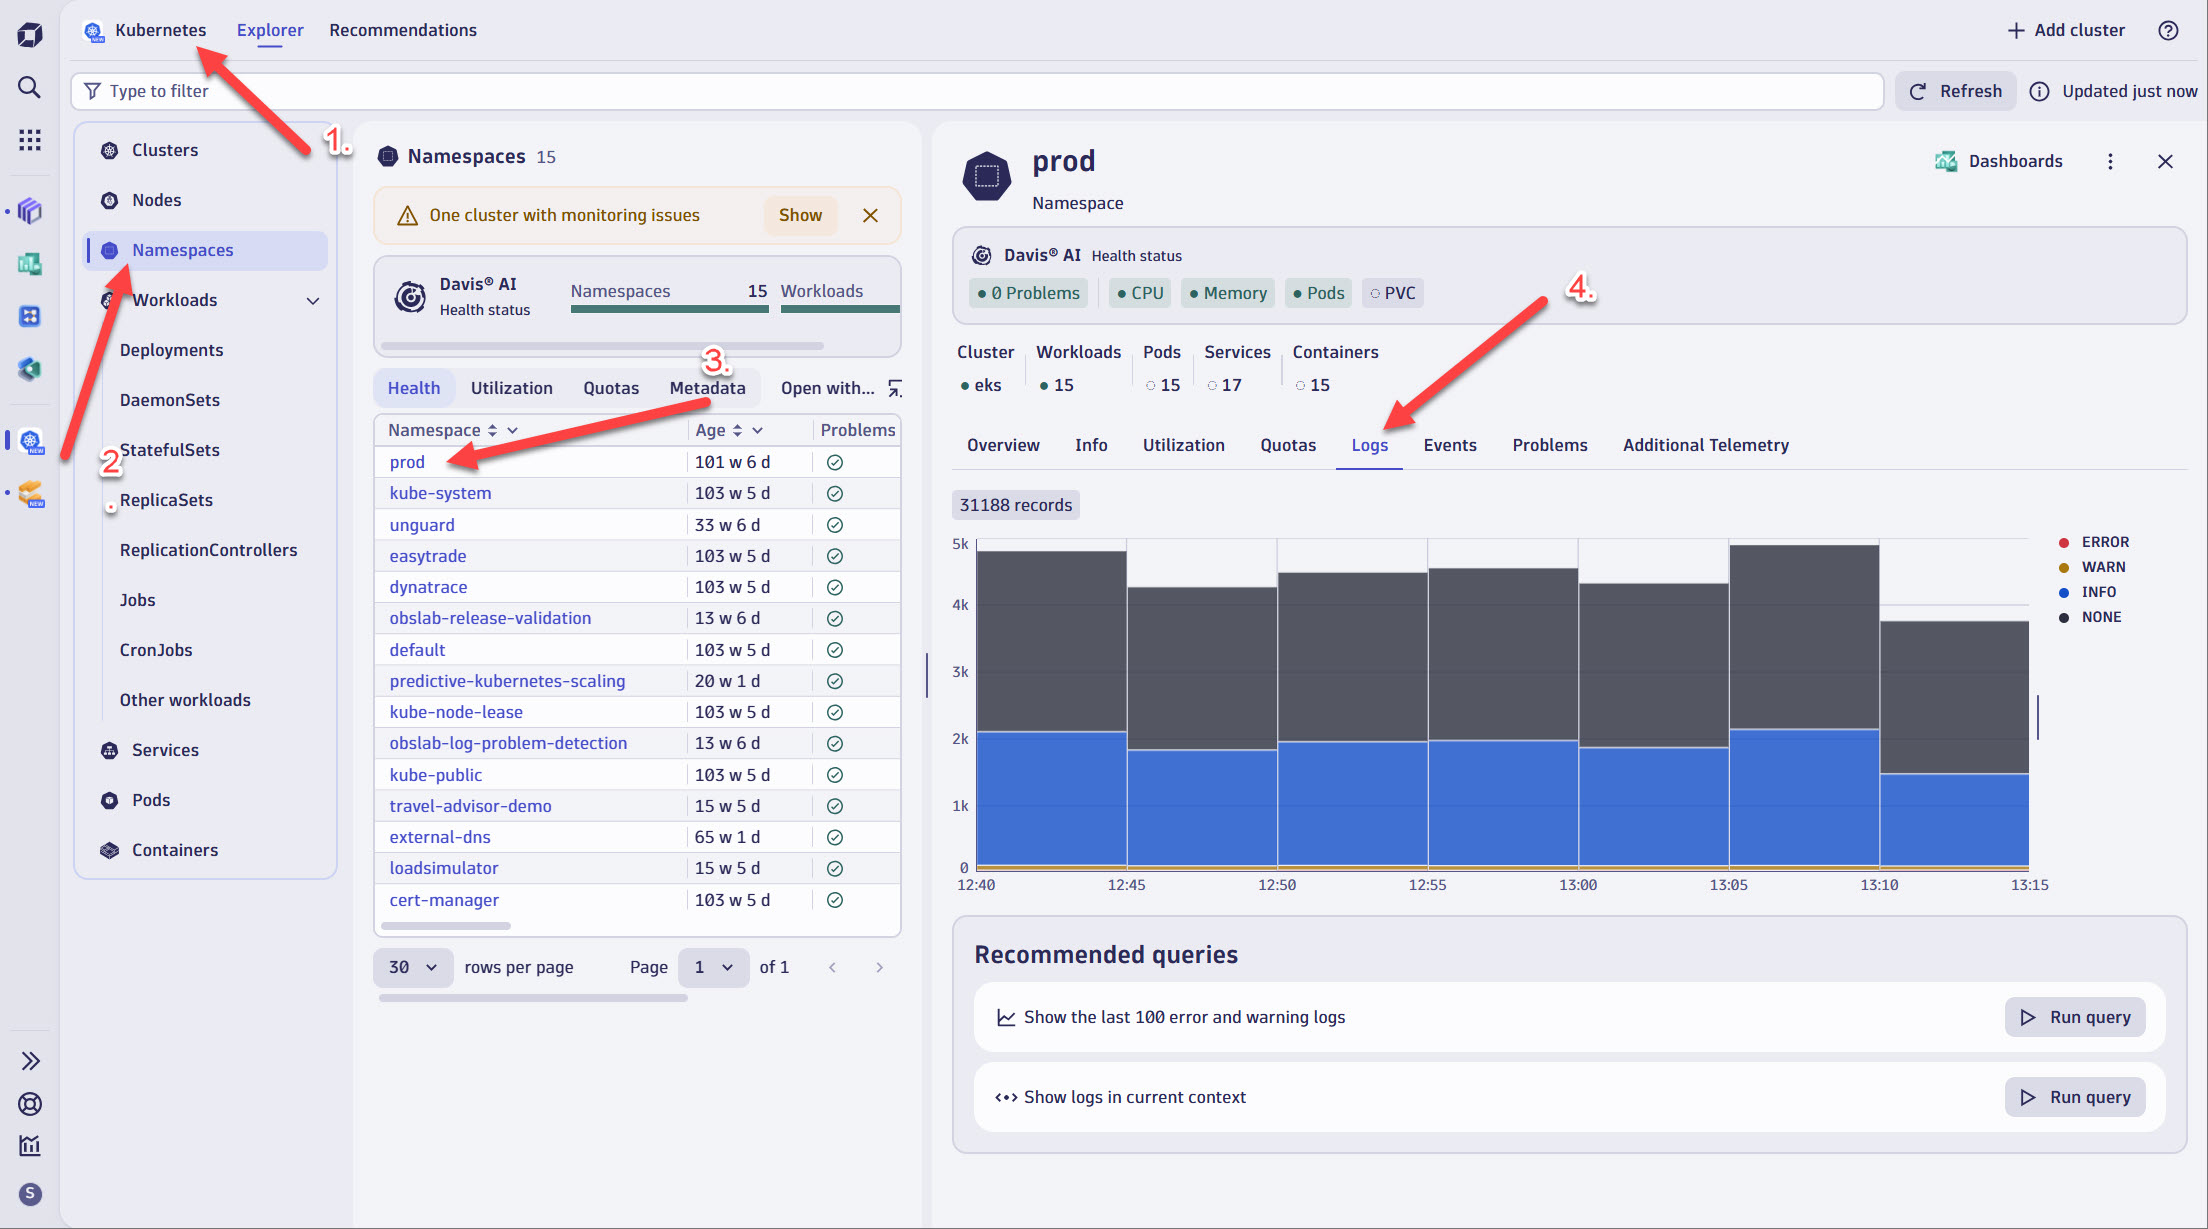 Kubernetes Explorer Recommendations + Add cluster
NEW
Type to filter Refresh Updated just now
1.
Clusters
Nodes
Namespaces
Workloads
Deployments
DaemonSets
StatefulSets
ReplicaSets
ReplicationControllers
Jobs
CronJobs
Other workloads
Services
Pods
Containers
2.
NEW
NEW
S
Namespaces 15
One cluster with monitoring issues Show
Davis® AI
Health status
Namespaces 15 Workloads
3.
Health Utilization Quotas Metadata Open with...
Namespace Age Problems
prod 101 w 6 d
kube-system 103 w 5 d
unguard 33 w 6 d
easytrade 103 w 5 d
dynatrace 103 w 5 d
obslab-release-validation 13 w 6 d
default 103 w 5 d
predictive-kubernetes-scaling 20 w 1 d
kube-node-lease 103 w 5 d
obslab-log-problem-detection 13 w 6 d
kube-public 103 w 5 d
travel-advisor-demo 15 w 5 d
external-dns 65 w 1 d
loadsimulator 15 w 5 d
cert-manager 103 w 5 d
30 rows per page Page 1 of 1
prod
Namespace
Dashboards
Davis® AI Health status
0 Problems CPU Memory Pods PVC
4.
Cluster Workloads Pods Services Containers
eks 15 15 17 15
Overview Info Utilization Quotas Logs Events Problems Additional Telemetry
31188 records
5k
4k
3k
2k
1k
0
12:40 12:45 12:50 12:55 13:00 13:05 13:10 13:15
ERROR
WARN
INFO
NONE
Recommended queries
Show the last 100 error and warning logs Run query
Show logs in current context Run query